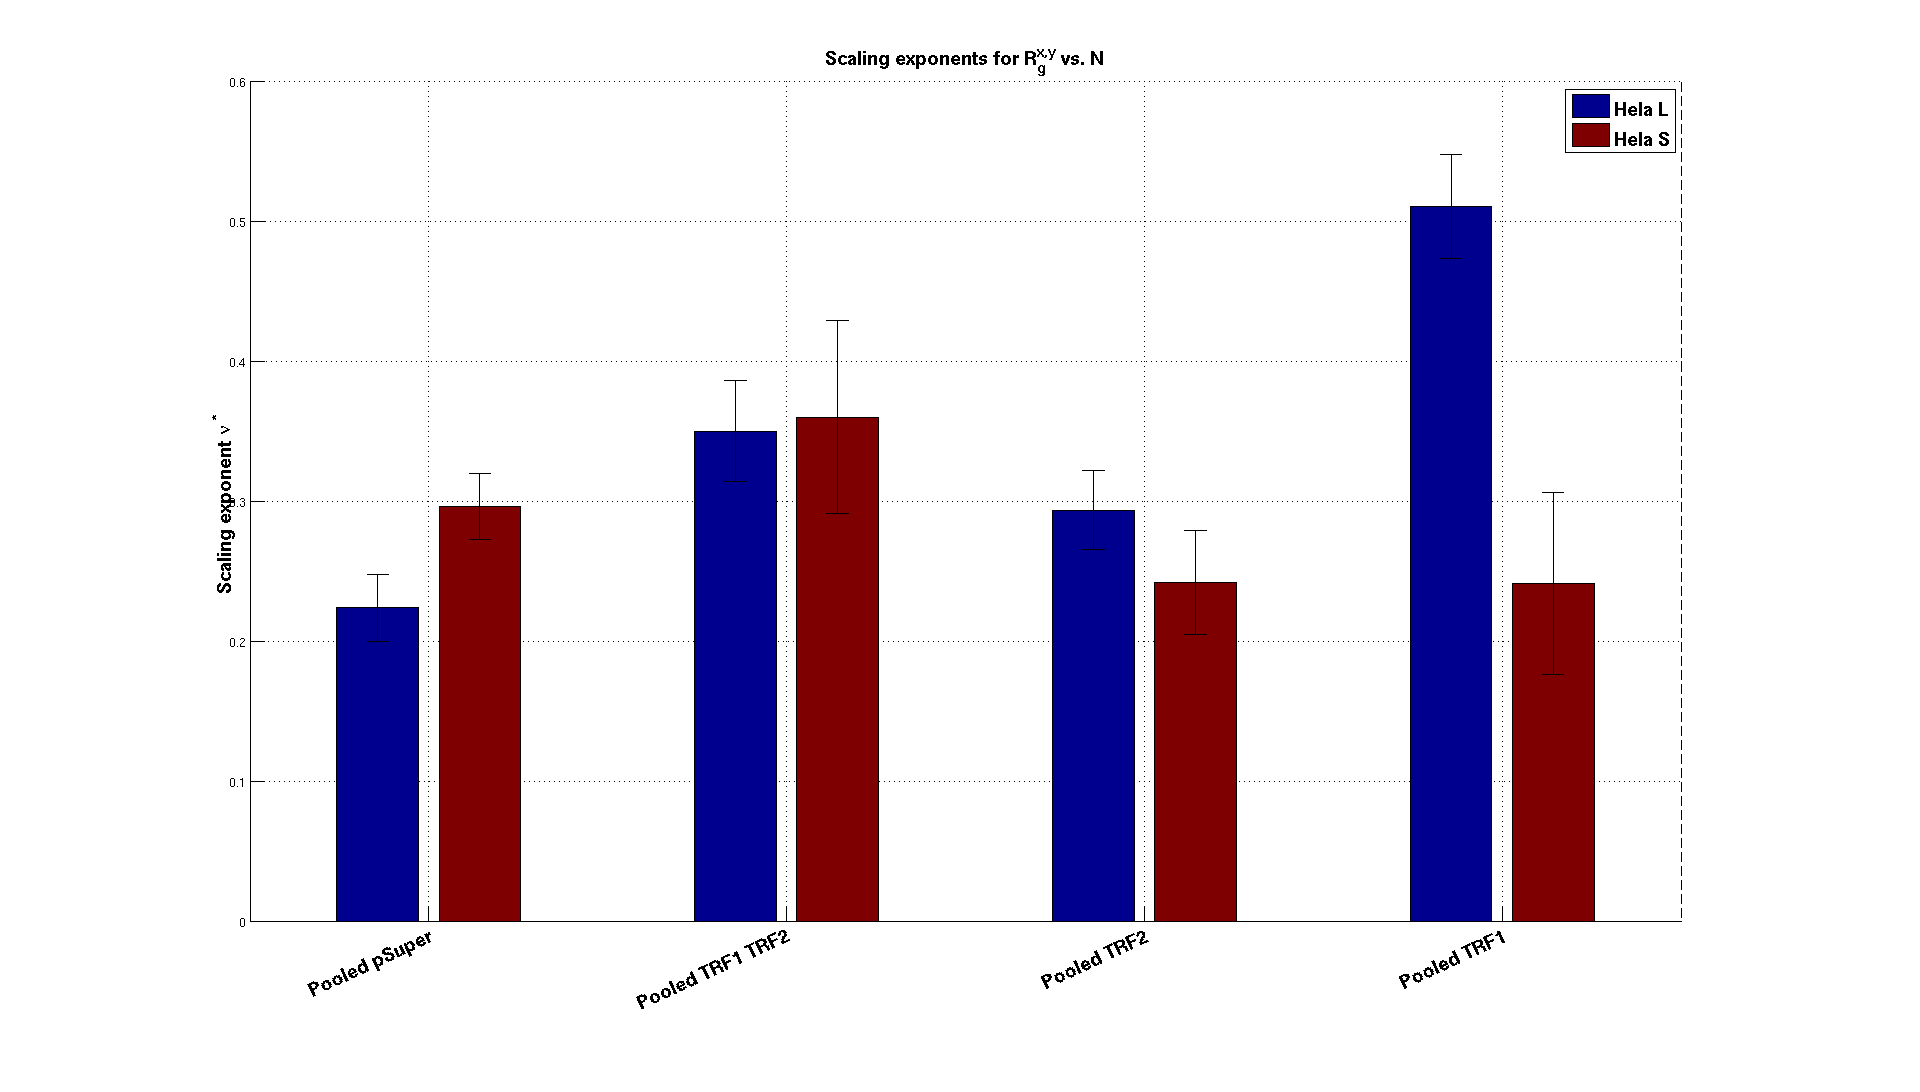 Scaling exponents for R_g^x,y vs. N
Hela L
Hela S
0.6
0.5
0.4
0.3
0.2
0.1
0
Scaling exponent ν *
Pooled pSuper
Pooled TRF1 TRF2
Pooled TRF2
Pooled TRF1